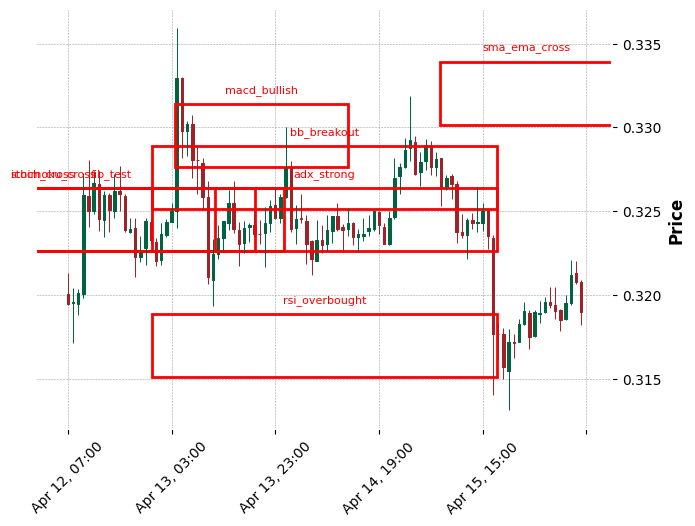 sma_ema_cross
macd_bullish
bb_breakout
adx_strong
rsi_overbought
0.335
0.330
0.325
0.320
0.315
Price
Apr 12, 07:00
Apr 13, 03:00
Apr 13, 23:00
Apr 14, 19:00
Apr 15, 15:00